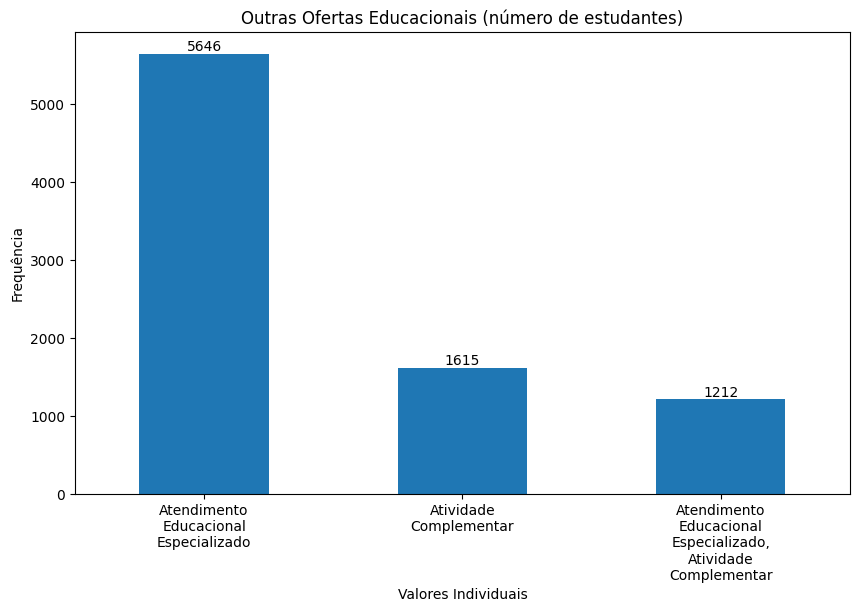 Outras Ofertas Educacionais (número de estudantes)
5646
1615
1212
Frequência
5000
4000
3000
2000
1000
0
Atendimento
Educacional
Especializado
Atividade
Complementar
Atendimento
Educacional
Especializado,
Atividade
Complementar
Valores Individuais